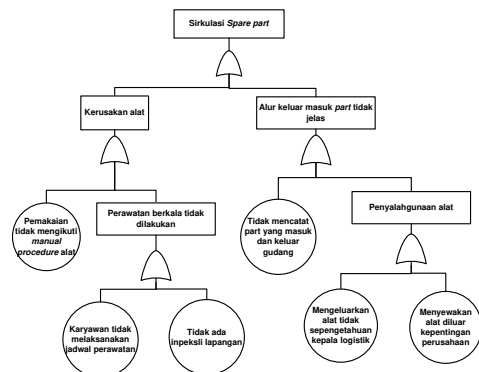 Sirkulasi Spare part
Kerusakan alat
Alur keluar masuk part tidak
jelas
Pemakaian
tidak mengikuti
manual
procedure alat
Perawatan berkala tidak
dilakukan
Tidak mencatat
part yang masuk
dan keluar
gudang
Penyalahgunaan alat
Karyawan tidak
melaksanakan
jadwal perawatan
Tidak ada
inpeksli lapangan
Mengeluarkan
alat tidak
sepengetahuan
kepala logistik
Menyewakan
alat diluar
kepentingan
perusahaan